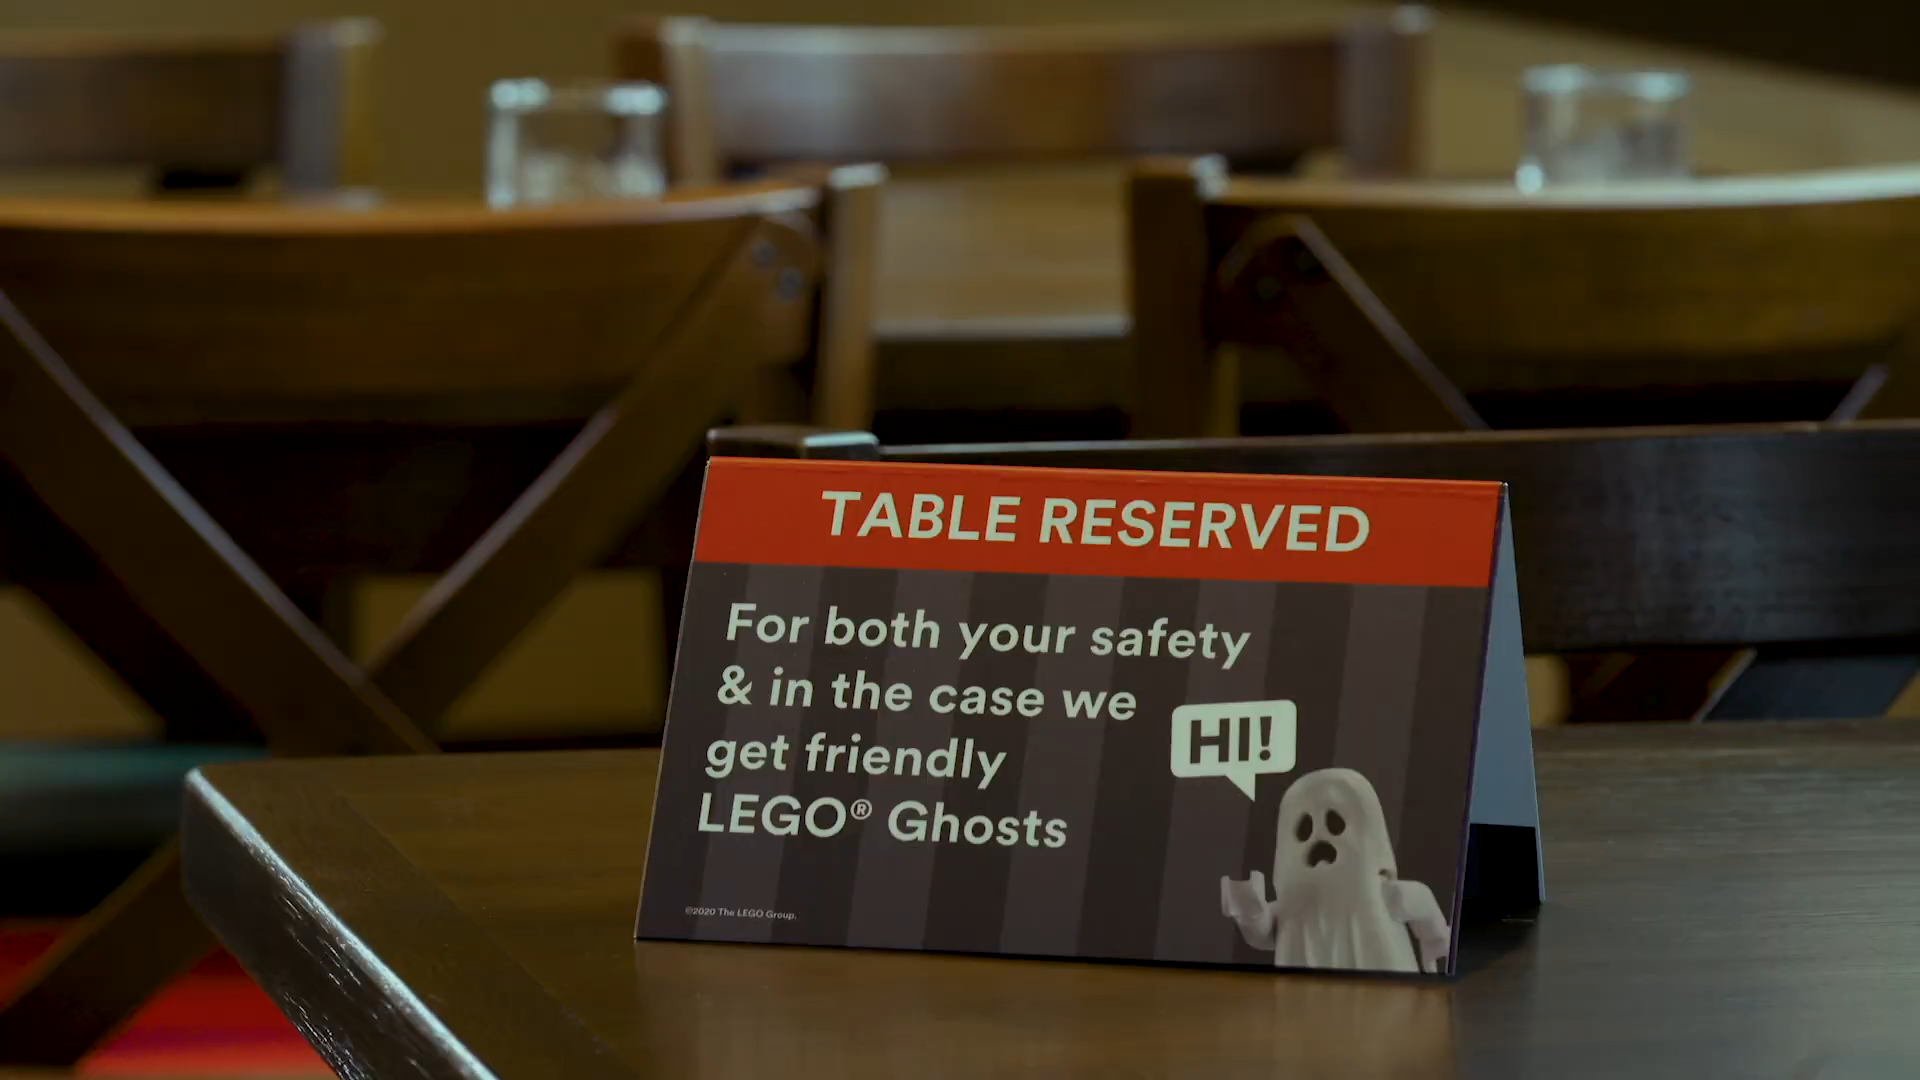 TABLE RESERVED
For both your safety
& in the case we
get friendly
LEGO® Ghosts
HI!
©2020 The LEGO Group.